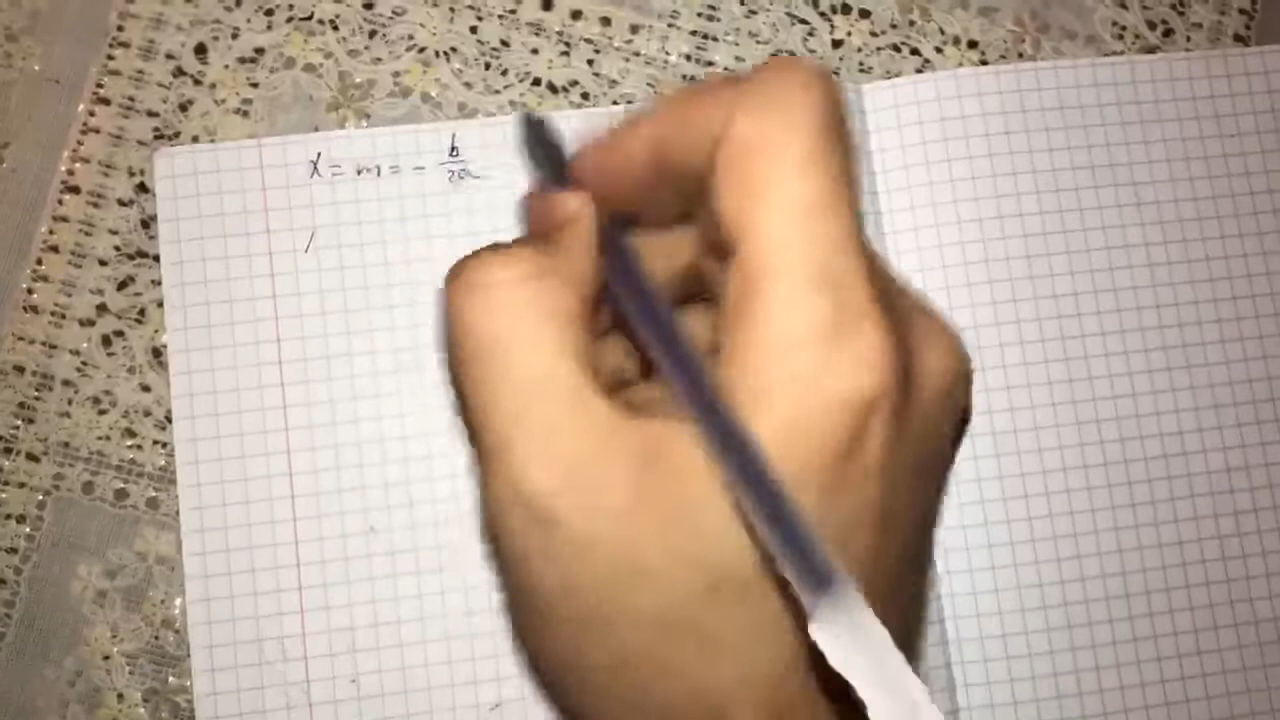 x = m = - b/2a
/